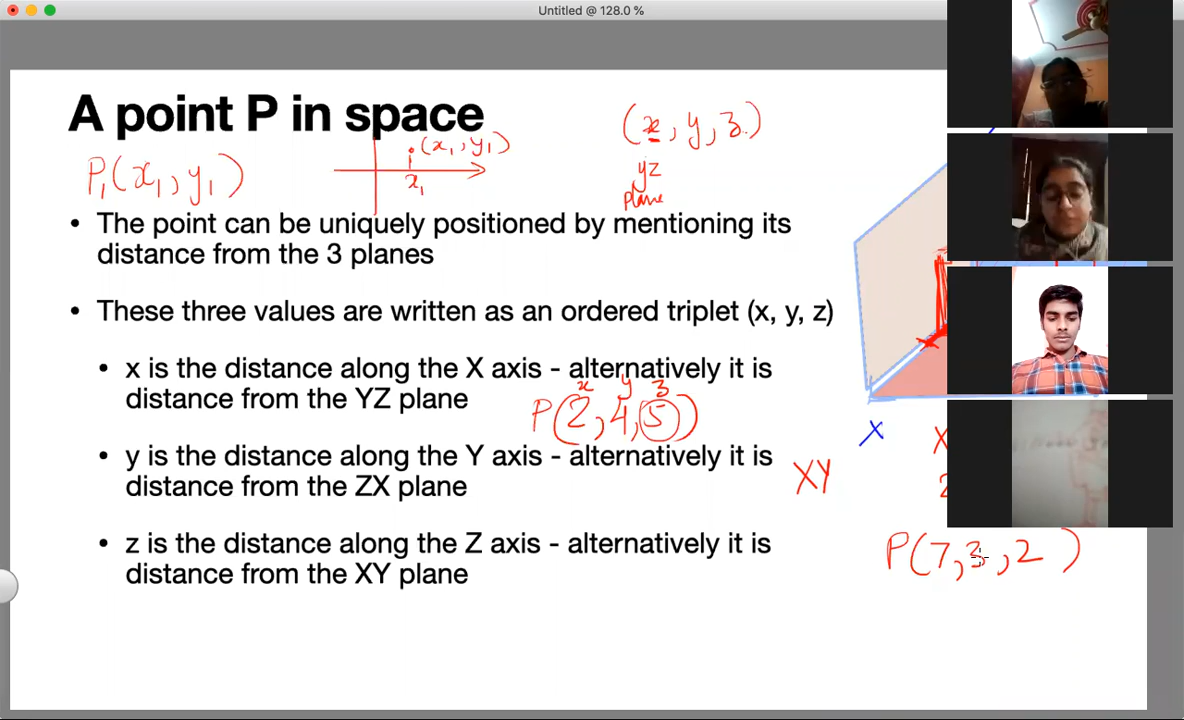 Untitled @ 128.0 %
A point P in space
(x, y, z)
P₁(x₁, y₁)
(x₁, y₁)
x₁
yz
plane
• The point can be uniquely positioned by mentioning its
distance from the 3 planes
• These three values are written as an ordered triplet (x, y, z)
• x is the distance along the X axis - alternatively it is
distance from the YZ plane
x y z
P(2, 4, 5)
• y is the distance along the Y axis - alternatively it is
distance from the ZX plane
X
XY
• z is the distance along the Z axis - alternatively it is
distance from the XY plane
P(7, 3, 2)